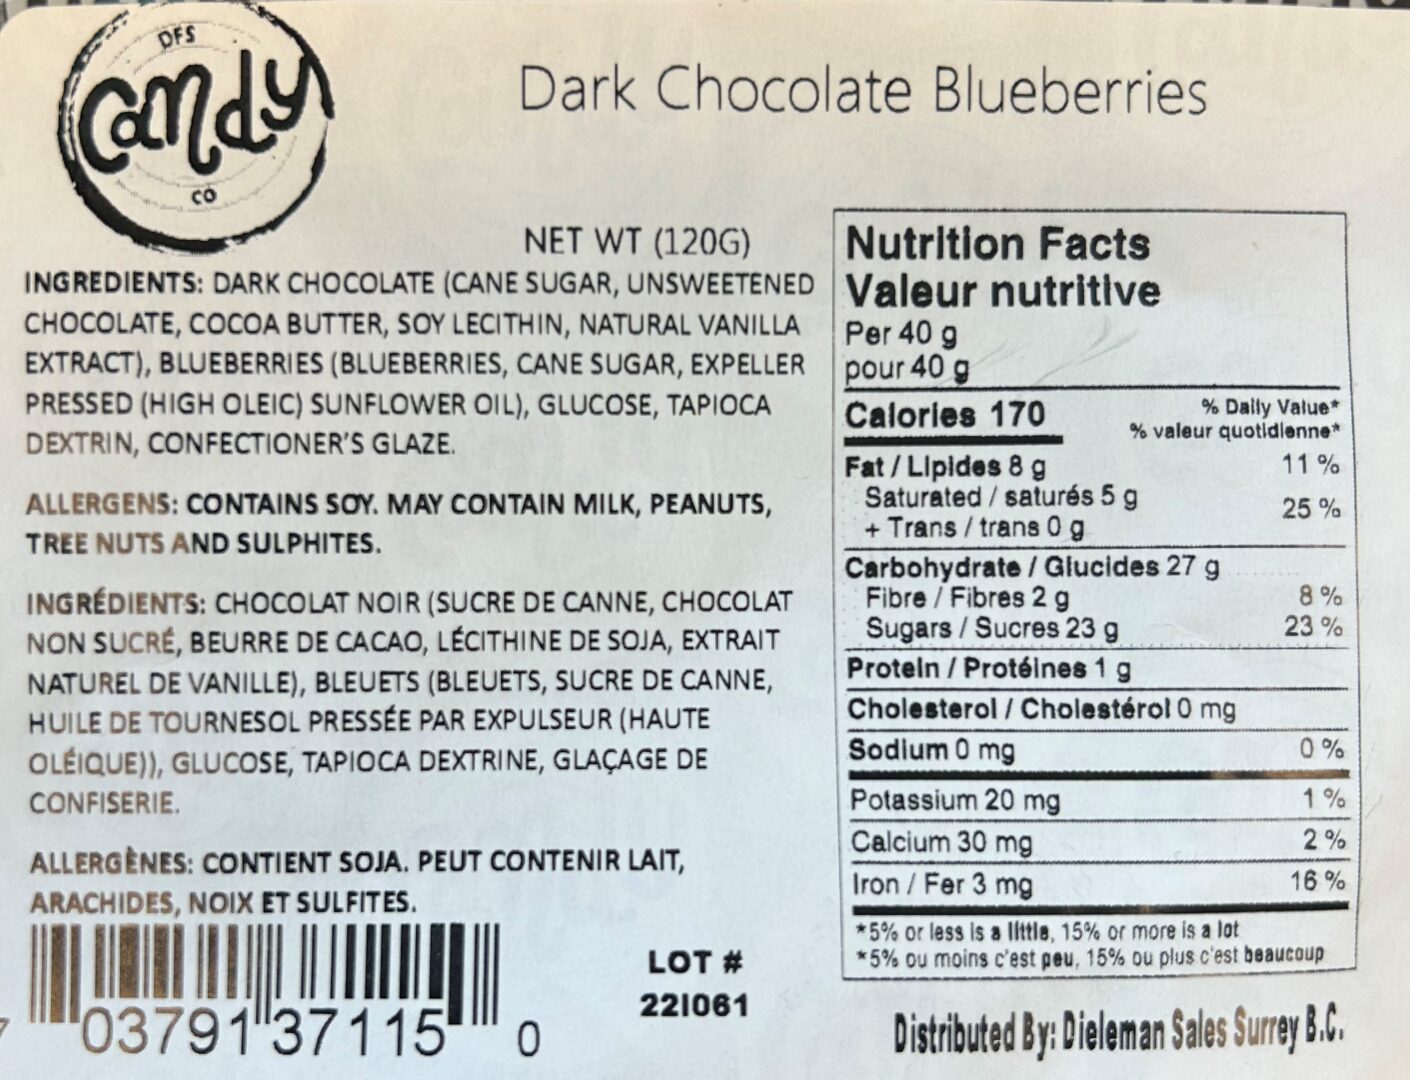 DFS
Candy
CO
Dark Chocolate Blueberries
NET WT (120G)
INGREDIENTS: DARK CHOCOLATE (CANE SUGAR, UNSWEETENED
CHOCOLATE, COCOA BUTTER, SOY LECITHIN, NATURAL VANILLA
EXTRACT), BLUEBERRIES (BLUEBERRIES, CANE SUGAR, EXPELLER
PRESSED (HIGH OLEIC) SUNFLOWER OIL), GLUCOSE, TAPIOCA
DEXTRIN, CONFECTIONER'S GLAZE.
ALLERGENS: CONTAINS SOY. MAY CONTAIN MILK, PEANUTS,
TREE NUTS AND SULPHITES.
INGRÉDIENTS: CHOCOLAT NOIR (SUCRE DE CANNE, CHOCOLAT
NON SUCRÉ, BEURRE DE CACAO, LÉCITHINE DE SOJA, EXTRAIT
NATUREL DE VANILLE), BLEUETS (BLEUETS, SUCRE DE CANNE,
HUILE DE TOURNESOL PRESSÉE PAR EXPULSEUR (HAUTE
OLÉIQUE)), GLUCOSE, TAPIOCA DEXTRINE, GLAÇAGE DE
CONFISERIE.
ALLERGÈNES: CONTIENT SOJA. PEUT CONTENIR LAIT,
ARACHIDES, NOIX ET SULFITES.
7 03791 37115 0
LOT #
221061
Nutrition Facts
Valeur nutritive
Per 40 g
pour 40 g
Calories 170
% Daily Value*
% valeur quotidienne*
Fat / Lipides 8 g 11 %
Saturated / saturés 5 g
+ Trans / trans 0 g 25 %
Carbohydrate / Glucides 27 g
Fibre / Fibres 2 g 8 %
Sugars / Sucres 23 g 23 %
Protein / Protéines 1 g
Cholesterol / Cholestérol 0 mg
Sodium 0 mg 0 %
Potassium 20 mg 1 %
Calcium 30 mg 2 %
Iron / Fer 3 mg 16 %
*5% or less is a little, 15% or more is a lot
*5% ou moins c'est peu, 15% ou plus c'est beaucoup
Distributed By: Dieleman Sales Surrey B.C.